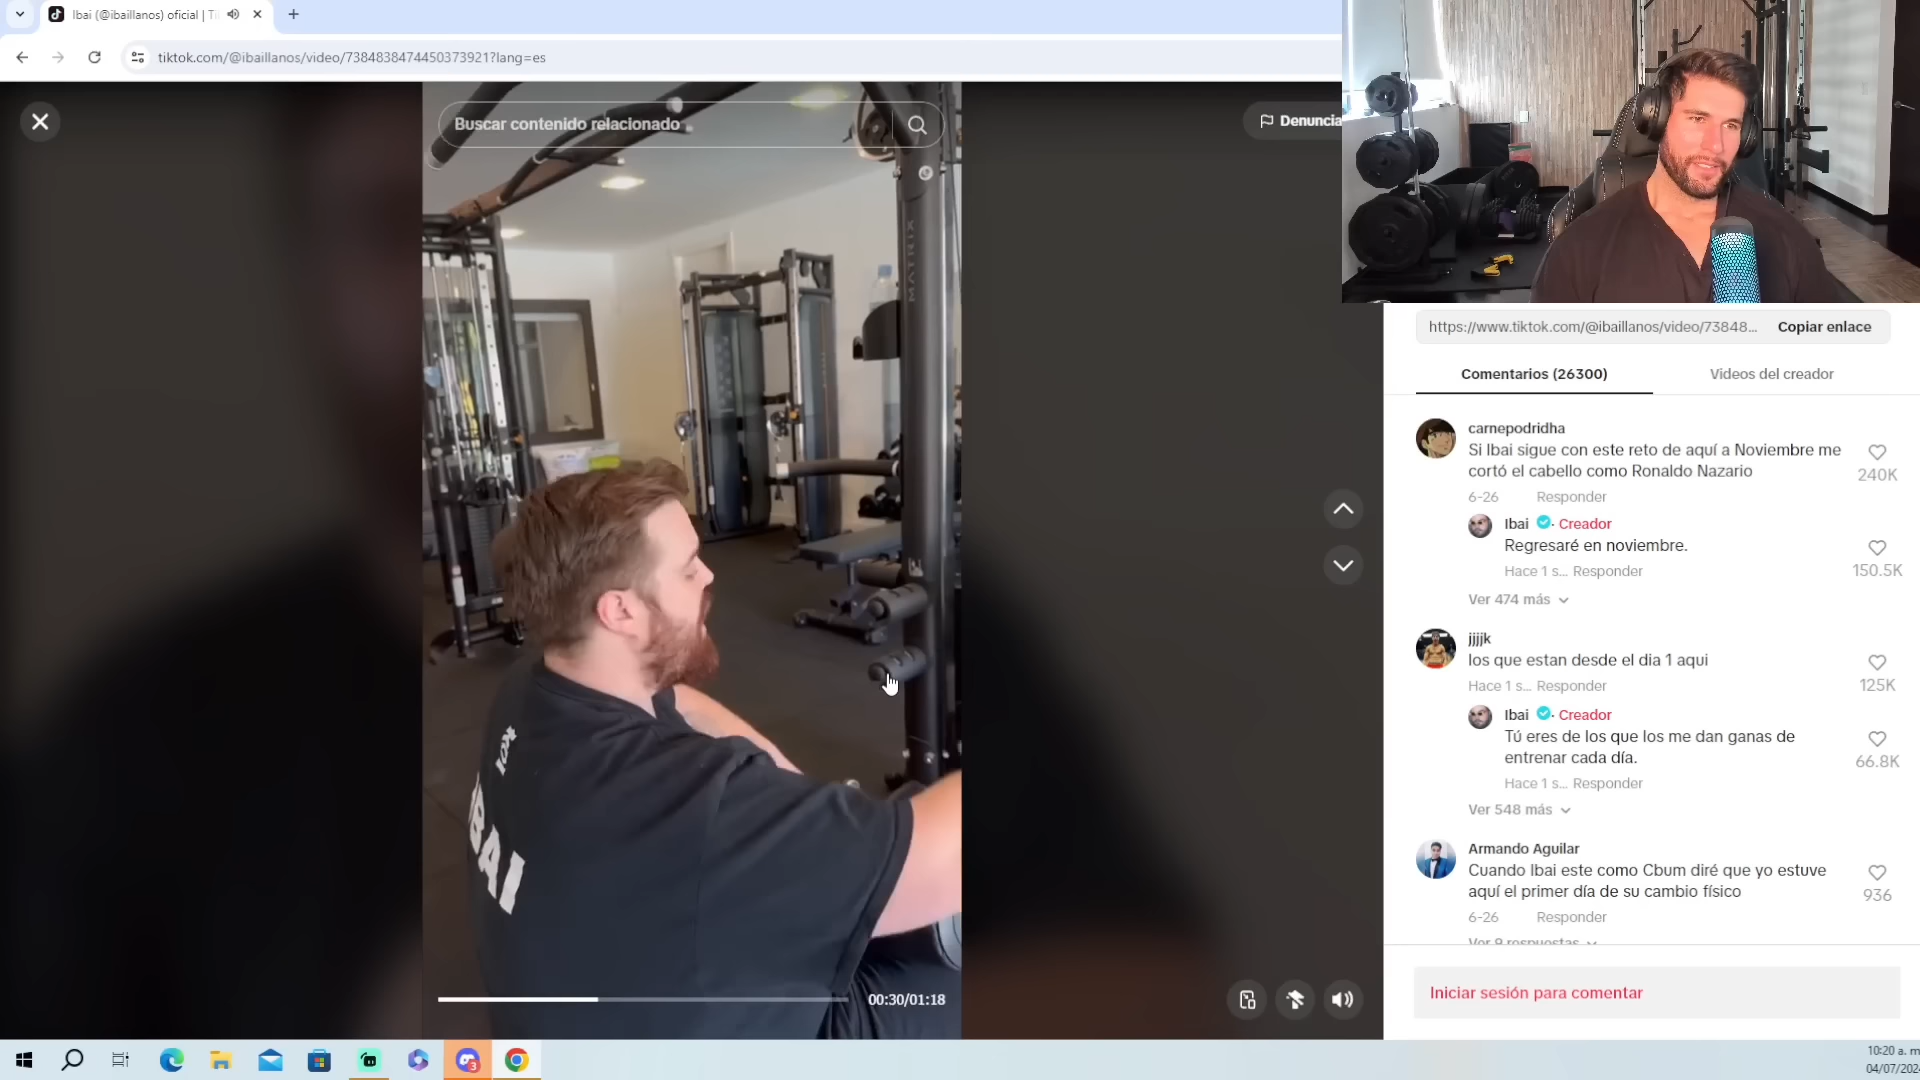 Ibai (@ibaillanos) oficial | Ti
tiktok.com/@ibaillanos/video/7384838474450373921?lang=es
Buscar contenido relacionado
Denuncia
MATRIX
IBAI
00:30/01:18
https://www.tiktok.com/@ibaillanos/video/73848...
Copiar enlace
Comentarios (26300)
Videos del creador
carnepodridha
Si Ibai sigue con este reto de aquí a Noviembre me
cortó el cabello como Ronaldo Nazario
240K
6-26 Responder
Ibai · Creador
Regresaré en noviembre.
150.5K
Hace 1 s... Responder
Ver 474 más
jjjjk
los que estan desde el dia 1 aqui
125K
Hace 1 s... Responder
Ibai · Creador
Tú eres de los que los me dan ganas de
entrenar cada día.
66.8K
Hace 1 s... Responder
Ver 548 más
Armando Aguilar
Cuando Ibai este como Cbum diré que yo estuve
aquí el primer día de su cambio físico
936
6-26 Responder
Ver 9 respuestas
Iniciar sesión para comentar
3
10:20 a. m
04/07/202